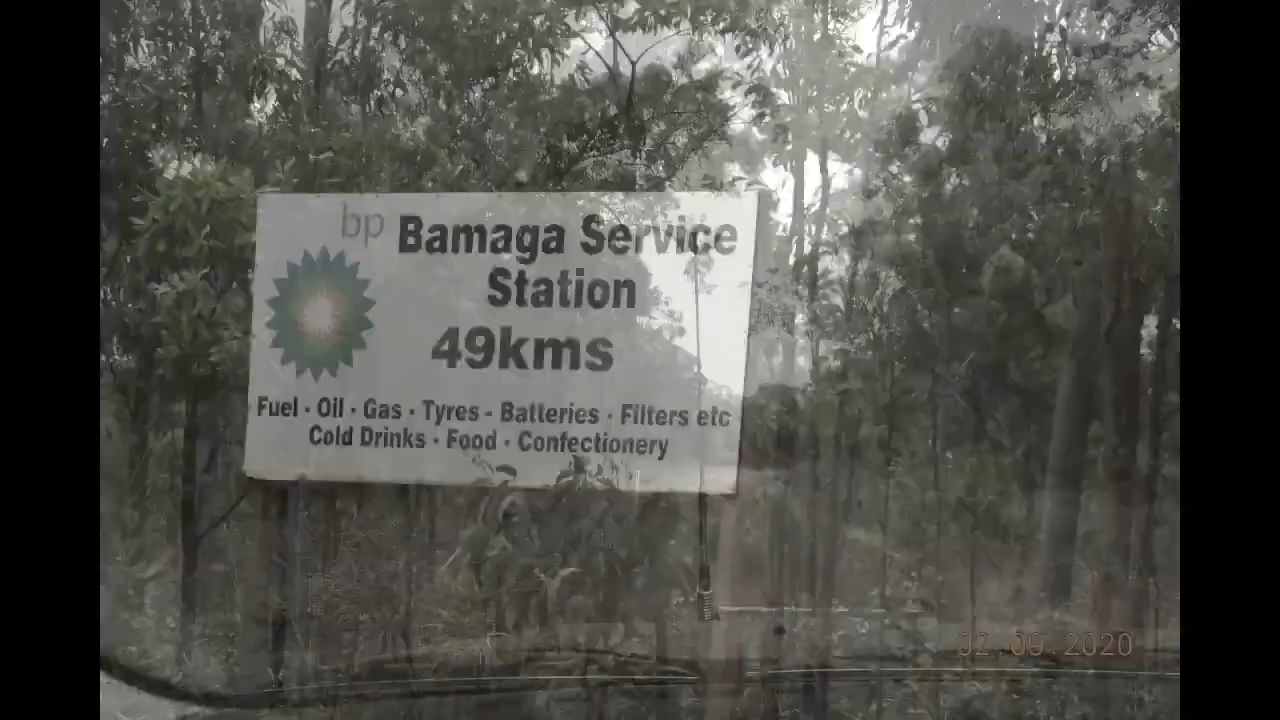 bp Bamaga Service
Station
49kms
Fuel - Oil - Gas - Tyres - Batteries - Filters etc
Cold Drinks - Food - Confectionery
02.09.2020